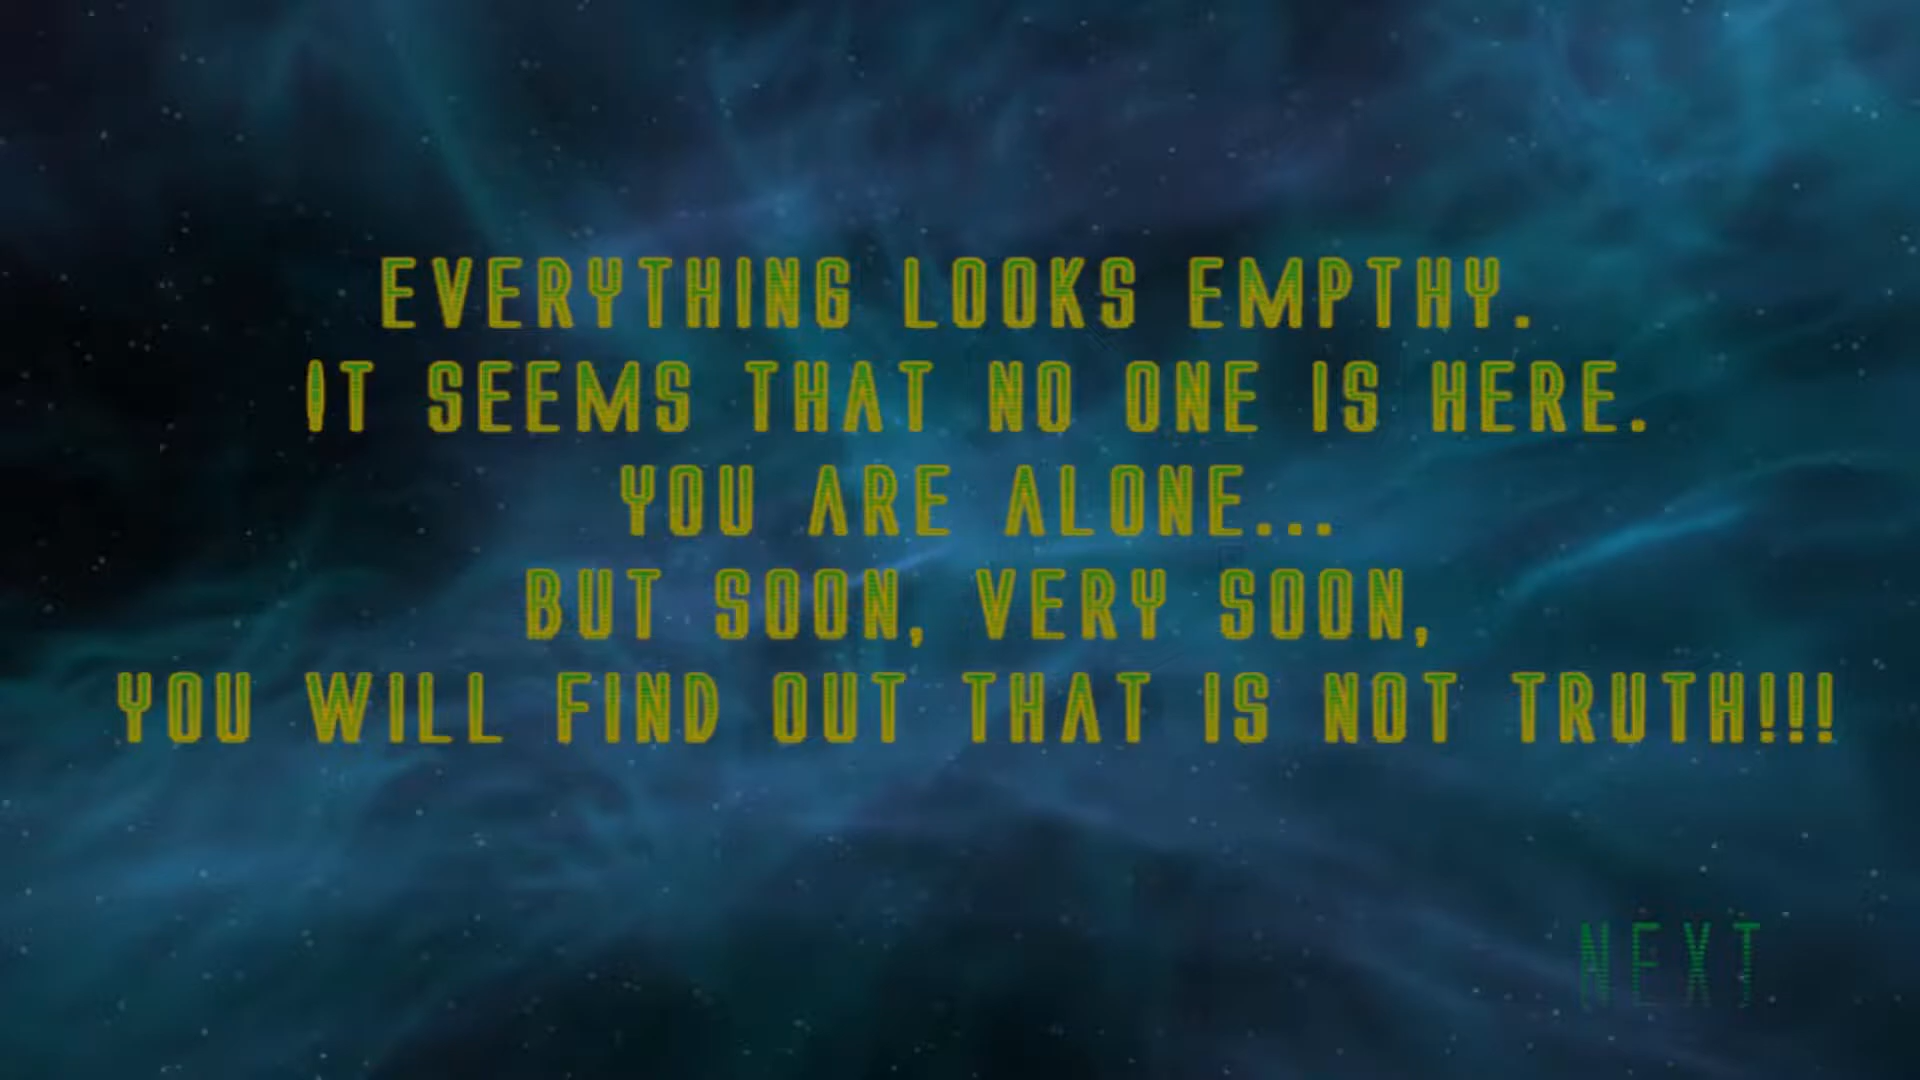 EVERYTHING LOOKS EMPTHY.
IT SEEMS THAT NO ONE IS HERE.
YOU ARE ALONE...
BUT SOON, VERY SOON,
YOU WILL FIND OUT THAT IS NOT TRUTH!!!
NEXT